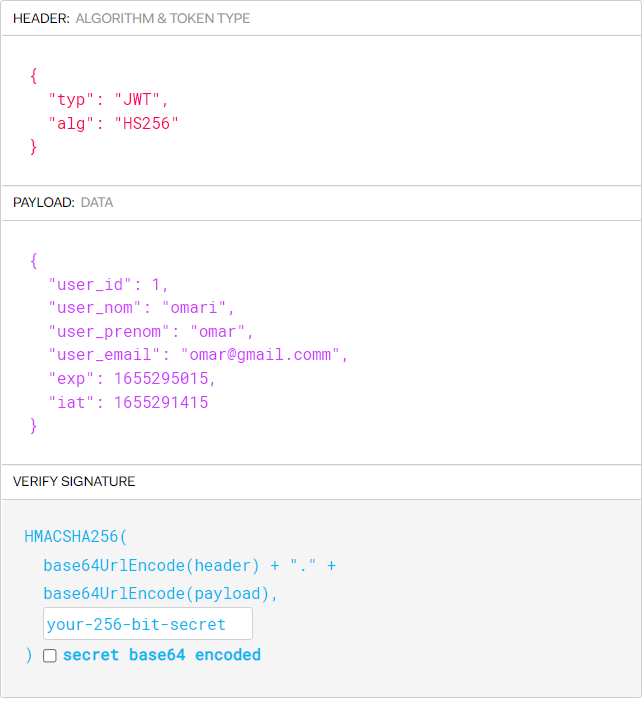 HEADER: ALGORITHM & TOKEN TYPE
{
"typ": "JWT",
"alg": "HS256"
}
PAYLOAD: DATA
{
"user_id": 1,
"user_nom": "omari",
"user_prenom": "omar",
"user_email": "omar@gmail.comm",
"exp": 1655295015,
"iat": 1655291415
}
VERIFY SIGNATURE
HMACSHA256(
base64UrlEncode(header) + "." +
base64UrlEncode(payload),
your-256-bit-secret
) secret base64 encoded